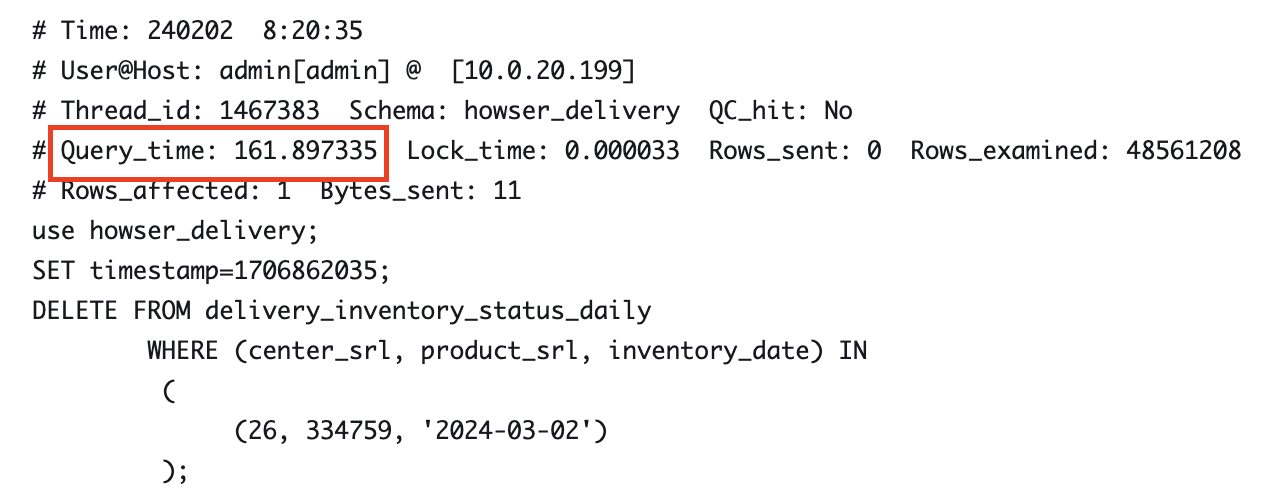 # Time: 240202  8:20:35
# User@Host: admin[admin] @  [10.0.20.199]
# Thread_id: 1467383  Schema: howser_delivery  QC_hit: No
# Query_time: 161.897335  Lock_time: 0.000033  Rows_sent: 0  Rows_examined: 48561208
# Rows_affected: 1  Bytes_sent: 11
use howser_delivery;
SET timestamp=1706862035;
DELETE FROM delivery_inventory_status_daily
        WHERE (center_srl, product_srl, inventory_date) IN
         (
              (26, 334759, '2024-03-02')
         );